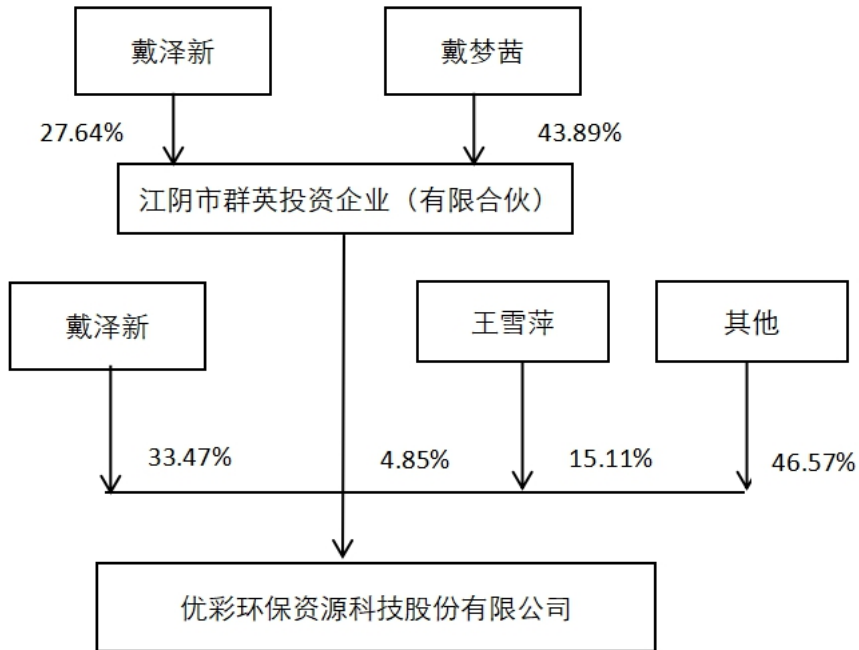 戴泽新
戴梦茜
27.64%
43.89%
江阴市群英投资企业（有限合伙）
戴泽新
王雪萍
其他
33.47%
4.85%
15.11%
46.57%
优彩环保资源科技股份有限公司